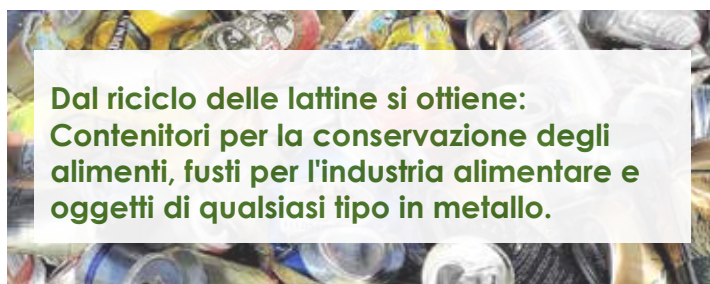 Dal riciclo delle lattine si ottiene:
Contenitori per la conservazione degli
alimenti, fusti per l'industria alimentare e
oggetti di qualsiasi tipo in metallo.